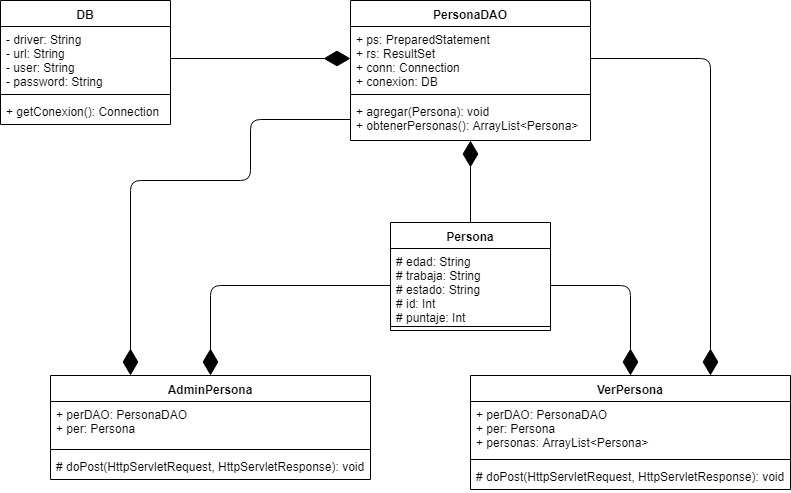 DB
- driver: String
- url: String
- user: String
- password: String
+ getConexion(): Connection
PersonaDAO
+ ps: PreparedStatement
+ rs: ResultSet
+ conn: Connection
+ conexion: DB
+ agregar(Persona): void
+ obtenerPersonas(): ArrayList<Persona>
Persona
# edad: String
# trabaja: String
# estado: String
# id: Int
# puntaje: Int
AdminPersona
+ perDAO: PersonaDAO
+ per: Persona
# doPost(HttpServletRequest, HttpServletResponse): void
VerPersona
+ perDAO: PersonaDAO
+ per: Persona
+ personas: ArrayList<Persona>
# doPost(HttpServletRequest, HttpServletResponse): void